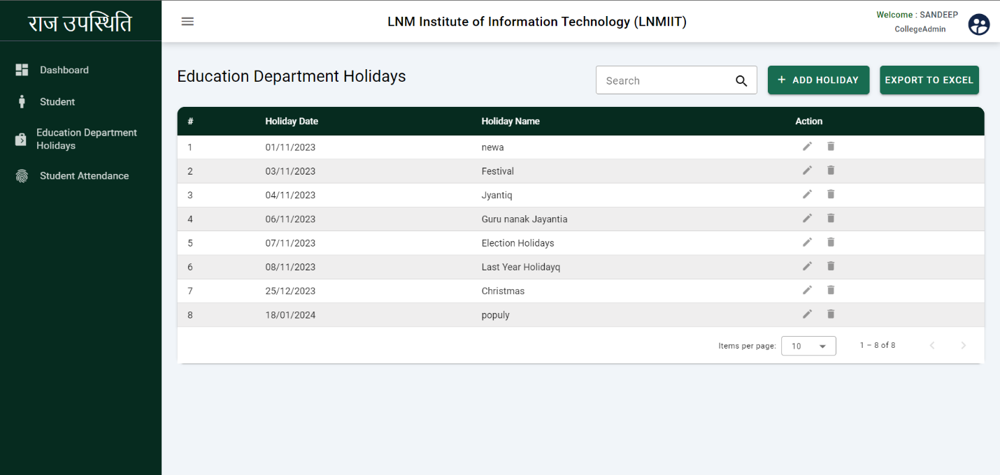 राज उपस्थिति
LNM Institute of Information Technology (LNMIIT)
Welcome : SANDEEP
CollegeAdmin
Dashboard
Student
Education Department
Holidays
Student Attendance
Education Department Holidays
Search
+ ADD HOLIDAY
EXPORT TO EXCEL
# Holiday Date Holiday Name Action
1 01/11/2023 newa
2 03/11/2023 Festival
3 04/11/2023 Jyantiq
4 06/11/2023 Guru nanak Jayantia
5 07/11/2023 Election Holidays
6 08/11/2023 Last Year Holidayq
7 25/12/2023 Christmas
8 18/01/2024 populy
Items per page: 10 1 – 8 of 8